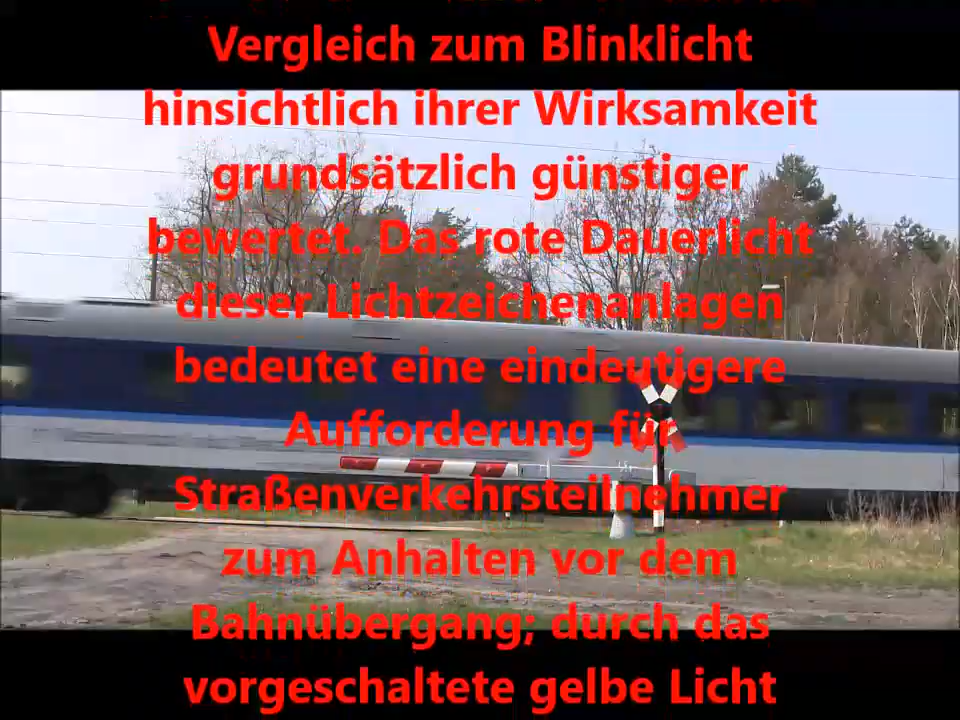 Vergleich zum Blinklicht
hinsichtlich ihrer Wirksamkeit
grundsätzlich günstiger
bewertet. Das rote Dauerlicht
dieser Lichtzeichenanlagen
bedeutet eine eindeutigere
Aufforderung für
Straßenverkehrsteilnehmer
zum Anhalten vor dem
Bahnübergang; durch das
vorgeschaltete gelbe Licht